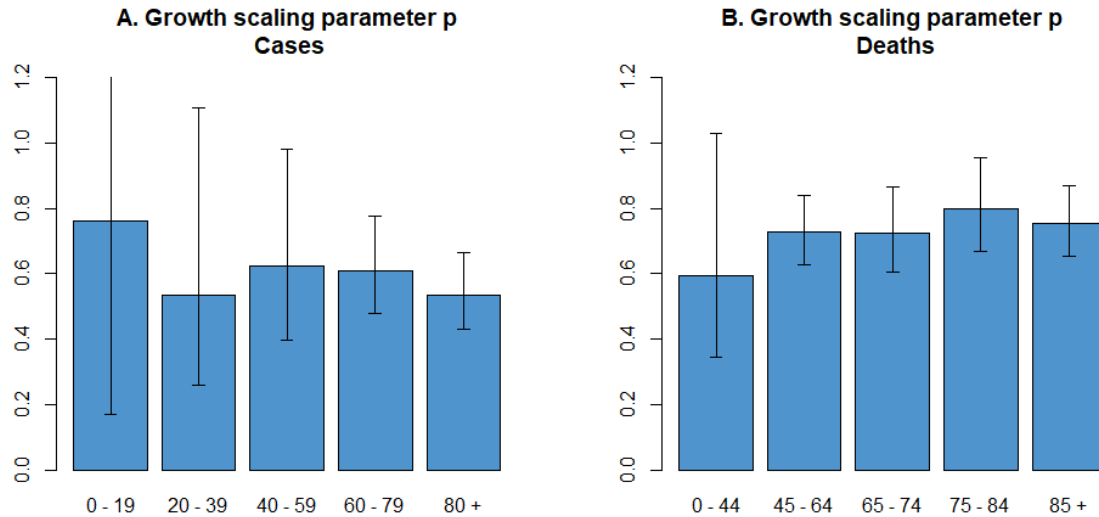 A. Growth scaling parameter p
Cases
1.2
1.0
0.8
0.6
0.4
0.2
0.0
0 - 19 20 - 39 40 - 59 60 - 79 80 +
B. Growth scaling parameter p
Deaths
1.2
1.0
0.8
0.6
0.4
0.2
0.0
0 - 44 45 - 64 65 - 74 75 - 84 85 +